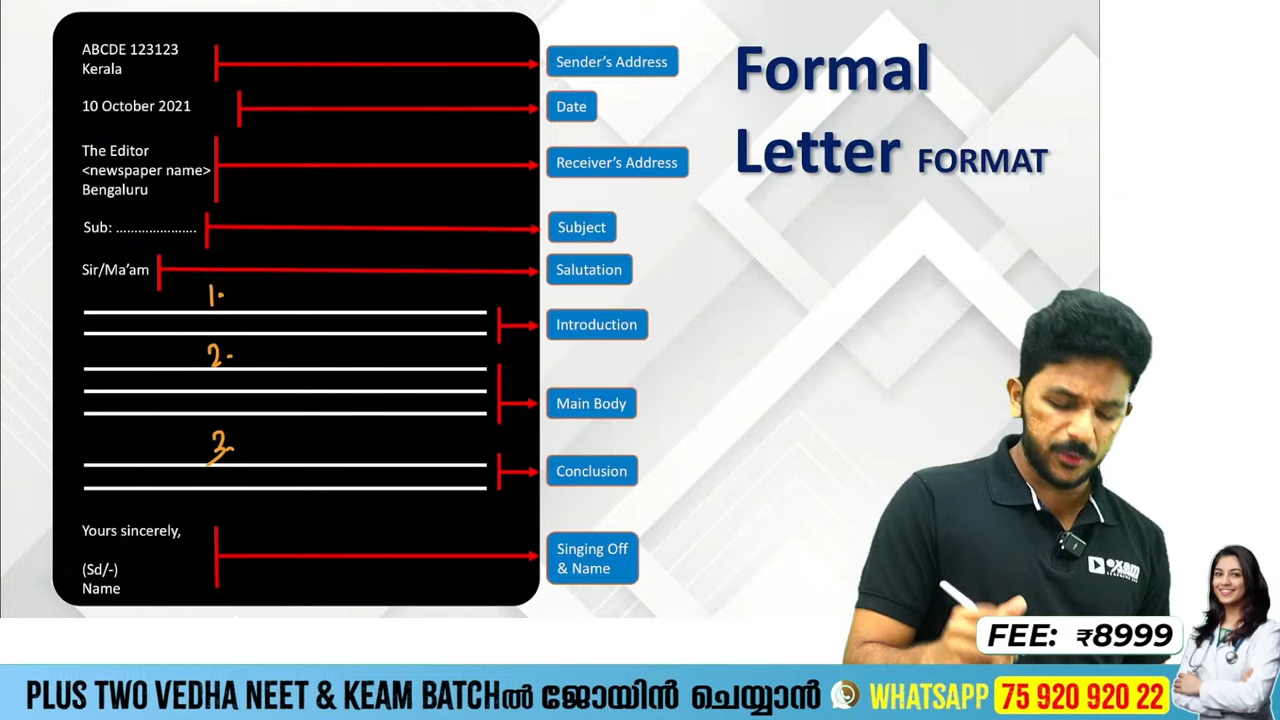 ABCDE 123123
Kerala
Sender's Address
10 October 2021
Date
The Editor
<newspaper name>
Bengaluru
Receiver's Address
Sub: ......................
Subject
Sir/Ma'am
Salutation
1.
Introduction
2.
Main Body
3
Conclusion
Yours sincerely,
(Sd/-)
Name
Singing Off
& Name
Formal
Letter FORMAT
exam
FEE: ₹8999
PLUS TWO VEDHA NEET & KEAM BATCHൽ ജോയിൻ ചെയ്യാൻ WHATSAPP 75 920 920 22